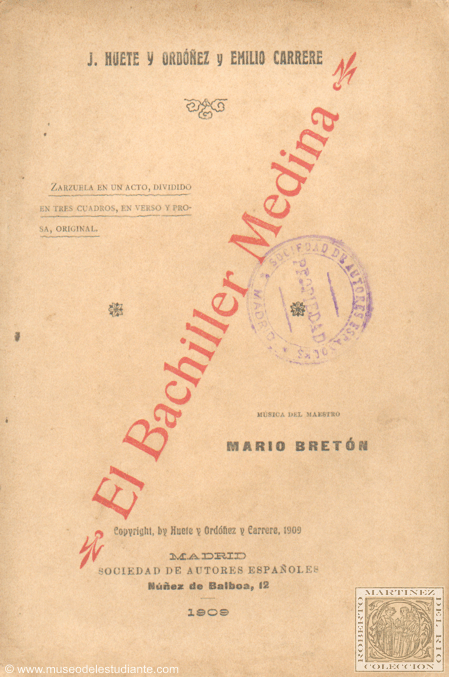 J. HUETE Y ORDÓÑEZ y EMILIO CARRERE
ZARZUELA EN UN ACTO, DIVIDIDO
EN TRES CUADROS, EN VERSO Y PRO-
SA, ORIGINAL.
El Bachiller Medina
SOCIEDAD DE AUTORES ESPAÑOLES
MADRID
PROPIEDAD
MÚSICA DEL MAESTRO
MARIO BRETÓN
Copyright, by Huete y Ordóñez y Carrere, 1909
MADRID
SOCIEDAD DE AUTORES ESPAÑOLES
Núñez de Balboa, 12
1909
ROBERTO MARTINEZ DEL RIO
COLECCION
© www.museodelestudiante.com